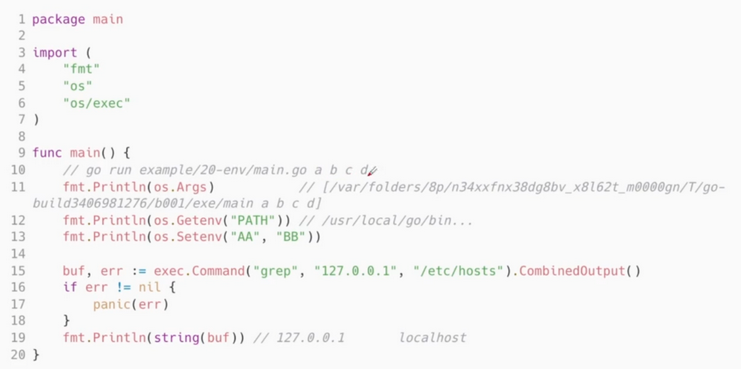 1 package main
2
3 import (
4     "fmt"
5     "os"
6     "os/exec"
7 )
8
9 func main() {
10     // go run example/20-env/main.go a b c d
11     fmt.Println(os.Args)           // [/var/folders/8p/n34xxfnx38dg8bv_x8l62t_m0000gn/T/go-
build3406981276/b001/exe/main a b c d]
12     fmt.Println(os.Getenv("PATH")) // /usr/local/go/bin...
13     fmt.Println(os.Setenv("AA", "BB"))
14
15     buf, err := exec.Command("grep", "127.0.0.1", "/etc/hosts").CombinedOutput()
16     if err != nil {
17         panic(err)
18     }
19     fmt.Println(string(buf)) // 127.0.0.1       localhost
20 }